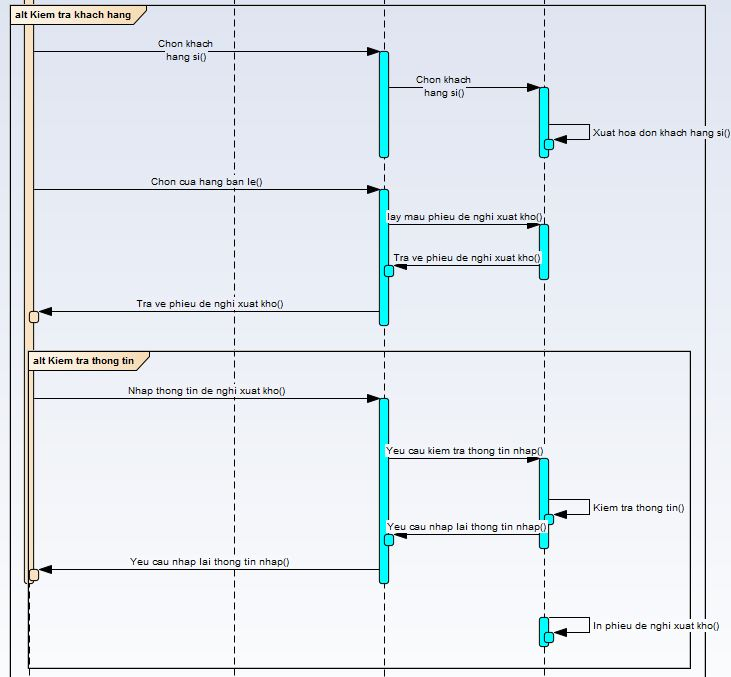 alt Kiem tra khach hang
Chon khach
hang si()
Chon khach
hang si()
Xuat hoa don khach hang si()
Chon cua hang ban le()
lay mau phieu de nghi xuat kho()
Tra ve phieu de nghi xuat kho()
Tra ve phieu de nghi xuat kho()
alt Kiem tra thong tin
Nhap thong tin de nghi xuat kho()
Yeu cau kiem tra thong tin nhap()
Kiem tra thong tin()
Yeu cau nhap lai thong tin nhap()
Yeu cau nhap lai thong tin nhap()
In phieu de nghi xuat kho()